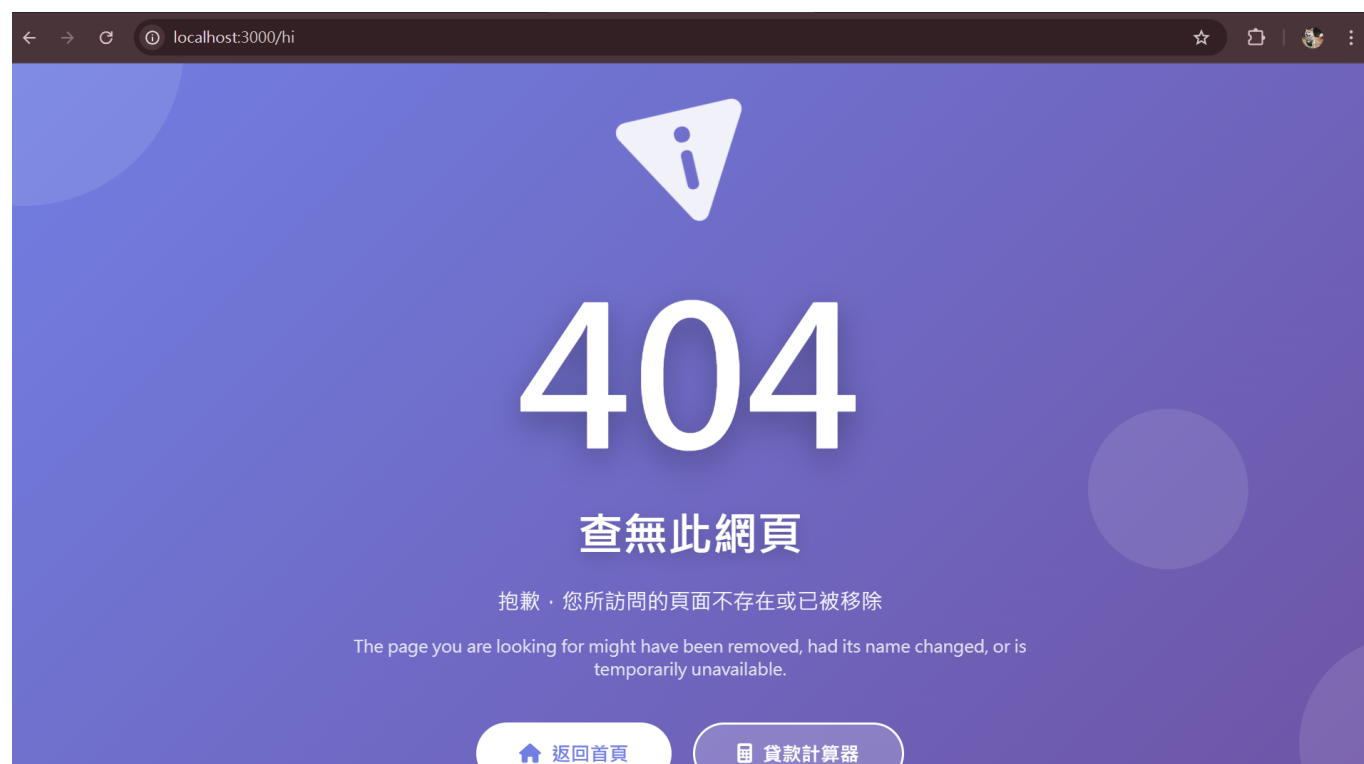 localhost:3000/hi
404
查無此網頁
抱歉，您所訪問的頁面不存在或已被移除
The page you are looking for might have been removed, had its name changed, or is
temporarily unavailable.
返回首頁
貸款計算器